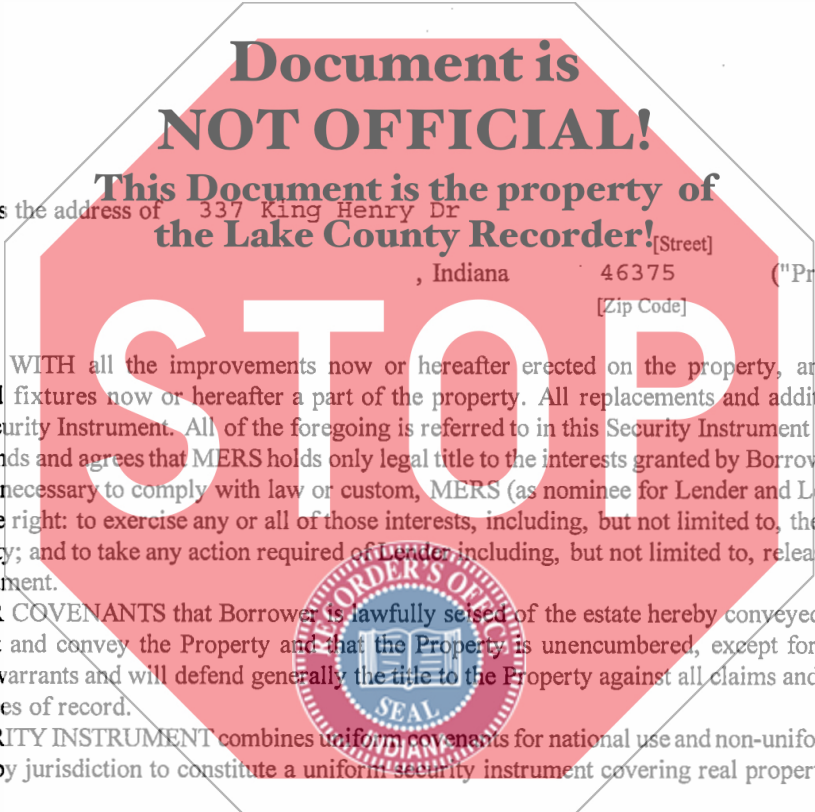 Document is
NOT OFFICIAL!
This Document is the property of
the Lake County Recorder!
s the address of 337 King Henry Dr
[Street]
, Indiana 46375 ("Pr
[Zip Code]
STOP
WITH all the improvements now or hereafter erected on the property, an
fixtures now or hereafter a part of the property. All replacements and addit
urity Instrument. All of the foregoing is referred to in this Security Instrument
nds and agrees that MERS holds only legal title to the interests granted by Borrow
necessary to comply with law or custom, MERS (as nominee for Lender and L
e right: to exercise any or all of those interests, including, but not limited to, the
y; and to take any action required of Lender including, but not limited to, relea
ment.
R COVENANTS that Borrower is lawfully seised of the estate hereby conveyed
t and convey the Property and that the Property is unencumbered, except for
warrants and will defend generally the title to the Property against all claims and
es of record.
RITY INSTRUMENT combines uniform covenants for national use and non-unifo
by jurisdiction to constitute a uniform security instrument covering real proper
RECORDER'S OFFICE
SEAL
INDIANA